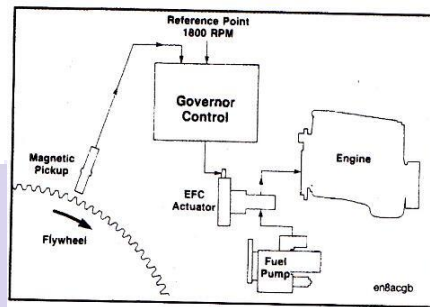 Reference Point
1800 RPM
Governor
Control
Magnetic
Pickup
Engine
EFC
Actuator
Flywheel
Fuel
Pump
en8acgb